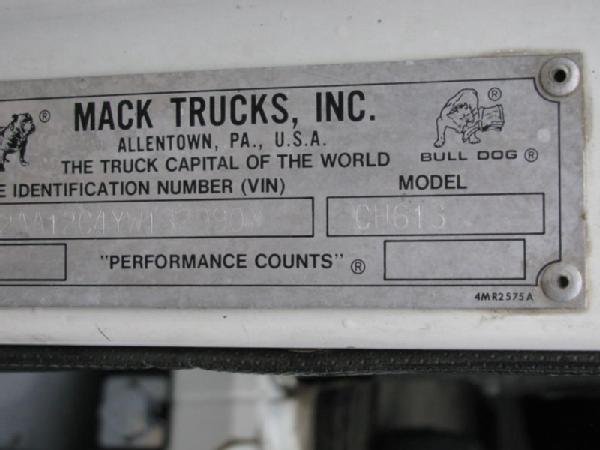 ® MACK TRUCKS, INC. ®
ALLENTOWN, PA., U.S.A.
THE TRUCK CAPITAL OF THE WORLD BULL DOG ®
E IDENTIFICATION NUMBER (VIN) MODEL
CH613
"PERFORMANCE COUNTS" ®
4MR2575A